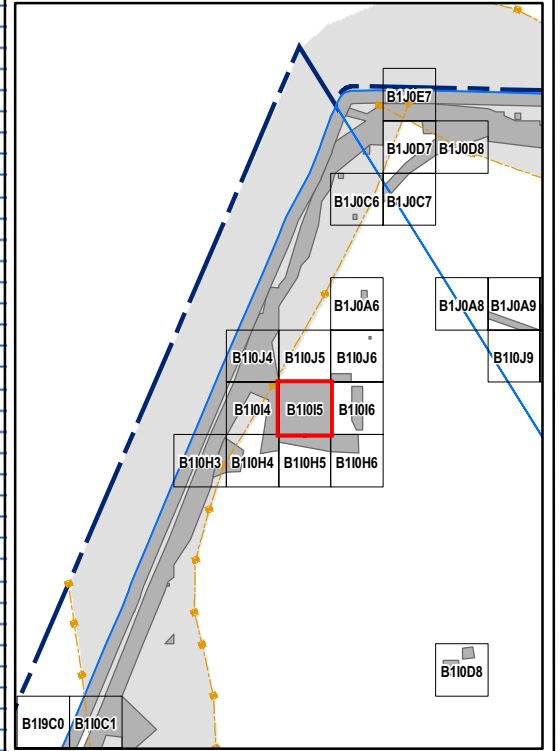 B1J0E7
B1J0D7 B1J0D8
B1J0C6 B1J0C7
B1J0A6 B1J0A8 B1J0A9
B1I0J4 B1I0J5 B1I0J6 B1I0J9
B1I0I4 B1I0I5 B1I0I6
B1I0H3 B1I0H4 B1I0H5 B1I0H6
B1I0D8
B1I9C0 B1I0C1